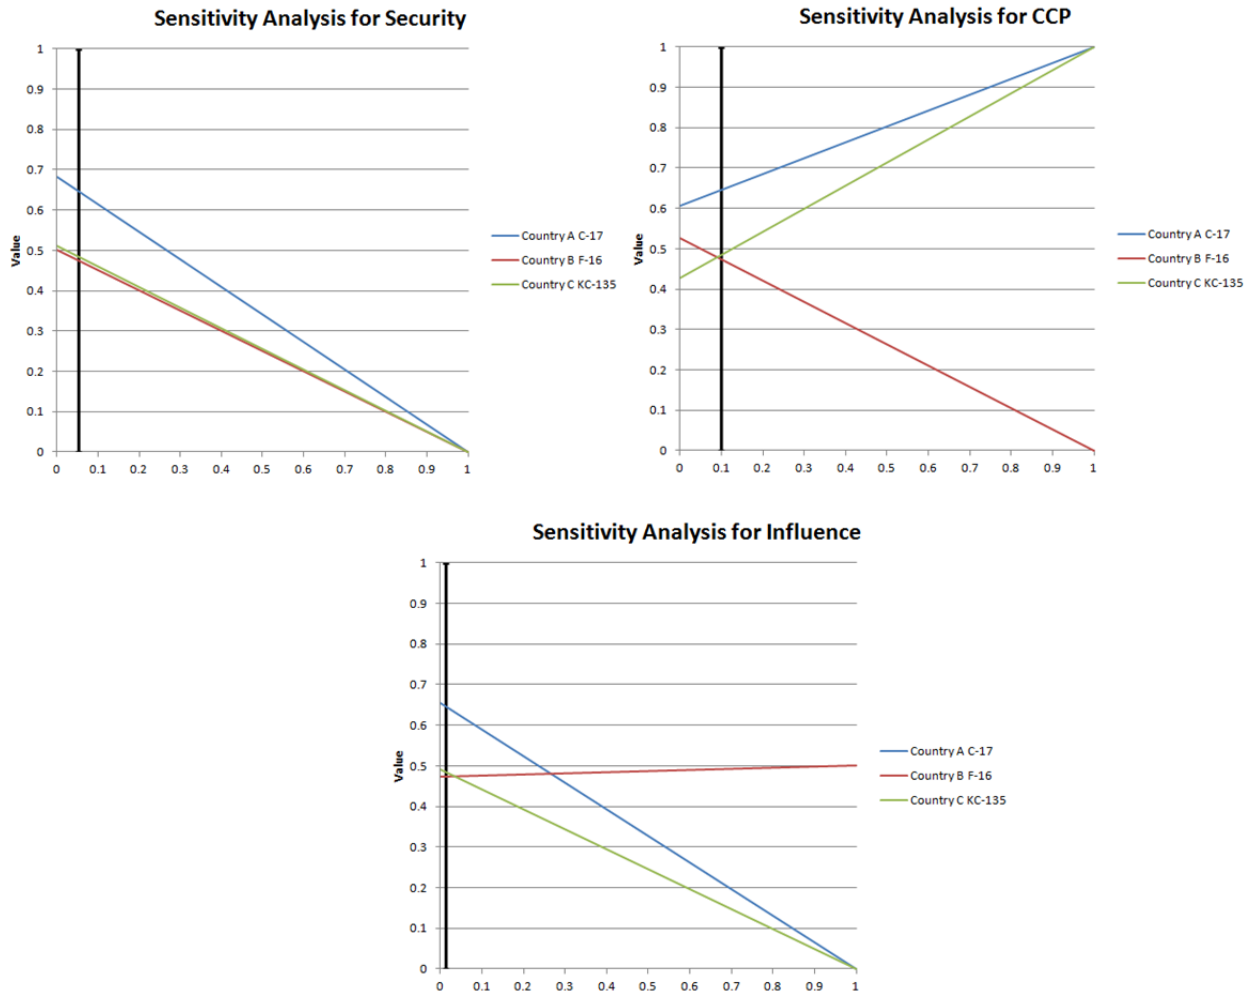 Sensitivity Analysis for Security
1
0.9
0.8
0.7
0.6
0.5
0.4
0.3
0.2
0.1
0
Value
0 0.1 0.2 0.3 0.4 0.5 0.6 0.7 0.8 0.9 1
Country A C-17
Country B F-16
Country C KC-135
Sensitivity Analysis for CCP
1
0.9
0.8
0.7
0.6
0.5
0.4
0.3
0.2
0.1
0
Value
0 0.1 0.2 0.3 0.4 0.5 0.6 0.7 0.8 0.9 1
Country A C-17
Country B F-16
Country C KC-135
Sensitivity Analysis for Influence
1
0.9
0.8
0.7
0.6
0.5
0.4
0.3
0.2
0.1
0
Value
0 0.1 0.2 0.3 0.4 0.5 0.6 0.7 0.8 0.9 1
Country A C-17
Country B F-16
Country C KC-135